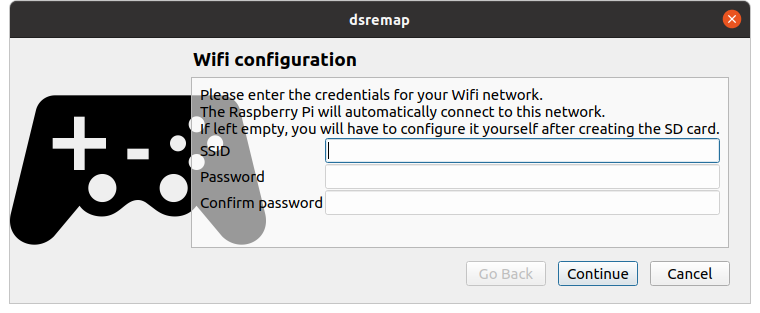 dsremap
Wifi configuration
Please enter the credentials for your Wifi network.
The Raspberry Pi will automatically connect to this network.
If left empty, you will have to configure it yourself after creating the SD card.
SSID
Password
Confirm password
Go Back
Continue
Cancel